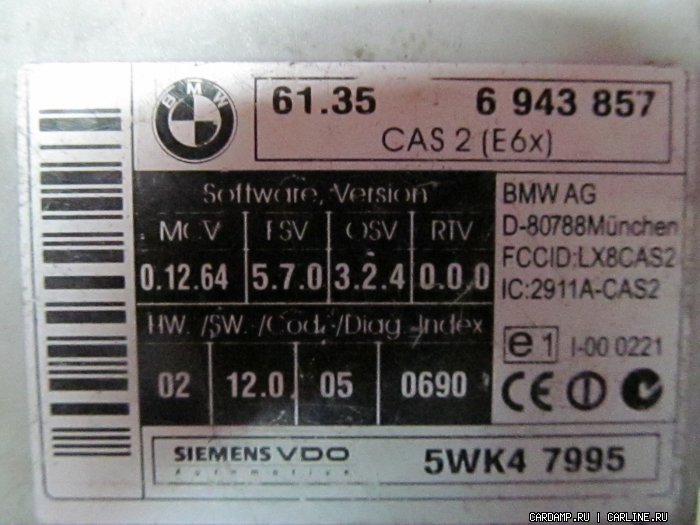 BMW
61.35 6 943 857
CAS 2 (E6x)
Software, Version
MCV FSV OSV RTV
0.12.64 5.7.0 3.2.4 0.0.0
HW. /SW. /Cod. /Diag. -Index
02 12.0 05 0690
BMW AG
D-80788München
FCCID:LX8CAS2
IC:2911A-CAS2
e1 I-00 0221
CE
SIEMENS VDO
Automotive
5WK4 7995
CARDAMP.RU | CARLINE.RU